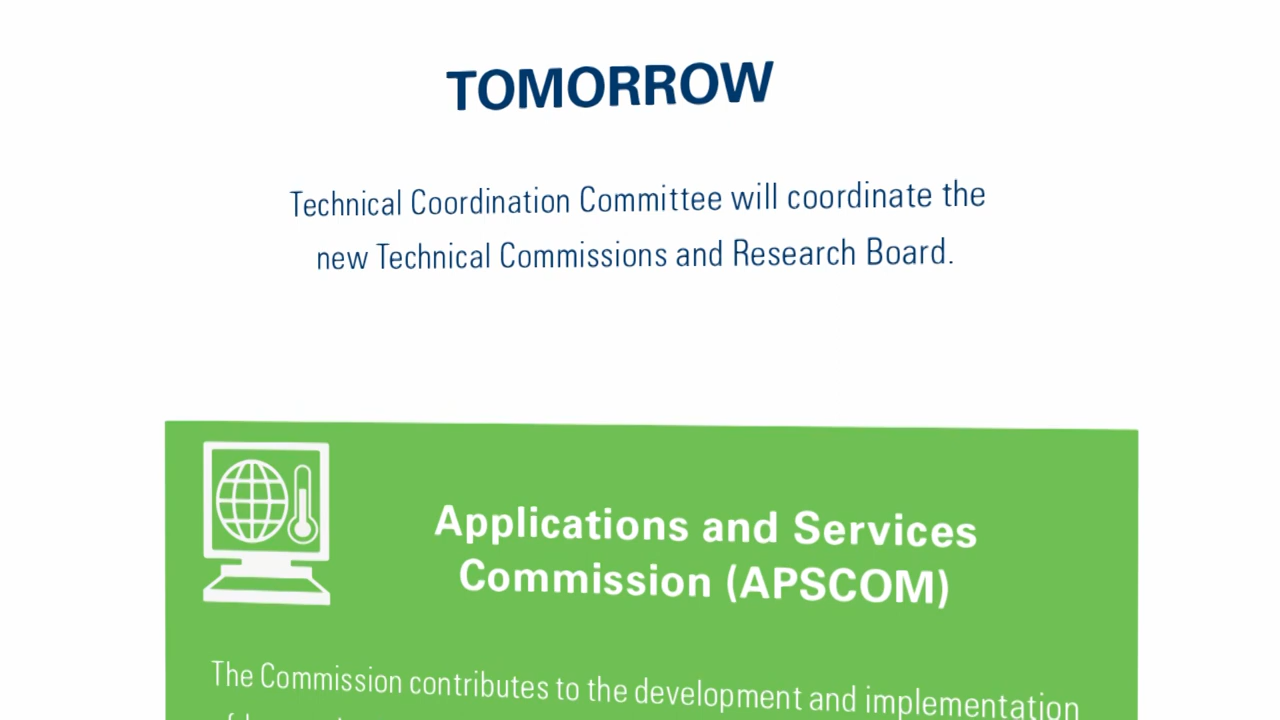 TOMORROW
Technical Coordination Committee will coordinate the
new Technical Commissions and Research Board.
Applications and Services
Commission (APSCOM)
The Commission contributes to the development and implementation